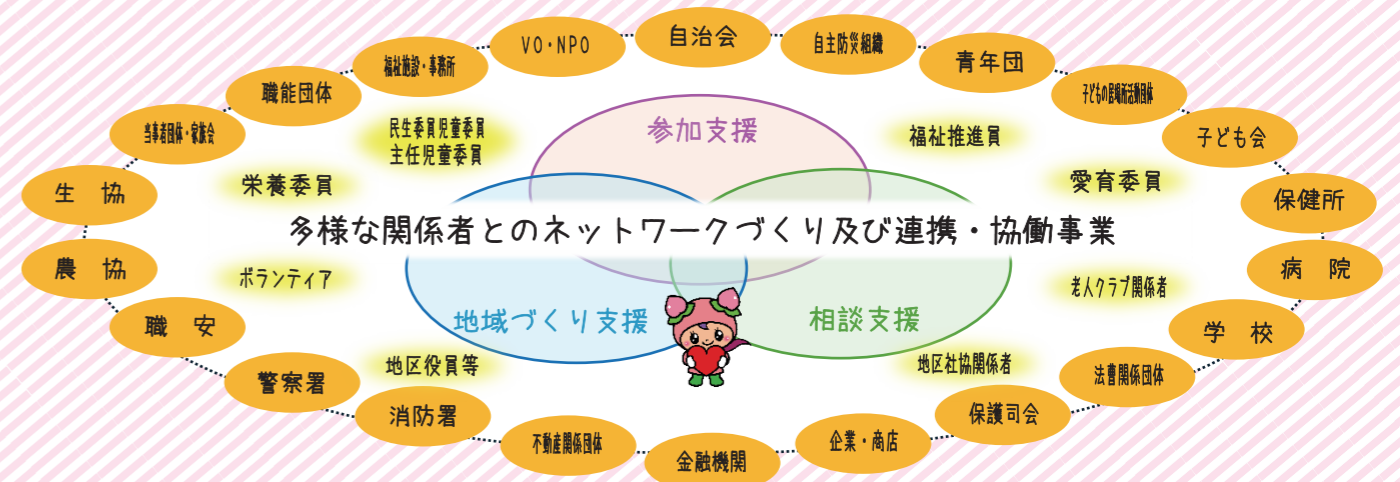 自治会
VO・NPO
自主防災組織
福祉施設・事務所
青年団
職能団体
子どもの居場所活動団体
当事者団体・家族会
民生委員児童委員
主任児童委員
参加支援
福祉推進員
子ども会
生 協
栄養委員
愛育委員
保健所
多様な関係者とのネットワークづくり及び連携・協働事業
農 協
ボランティア
老人クラブ関係者
病 院
職 安
地域づくり支援
相談支援
学 校
地区役員等
地区社協関係者
警察署
法曹関係団体
消防署
保護司会
不動産関係団体
金融機関
企業・商店